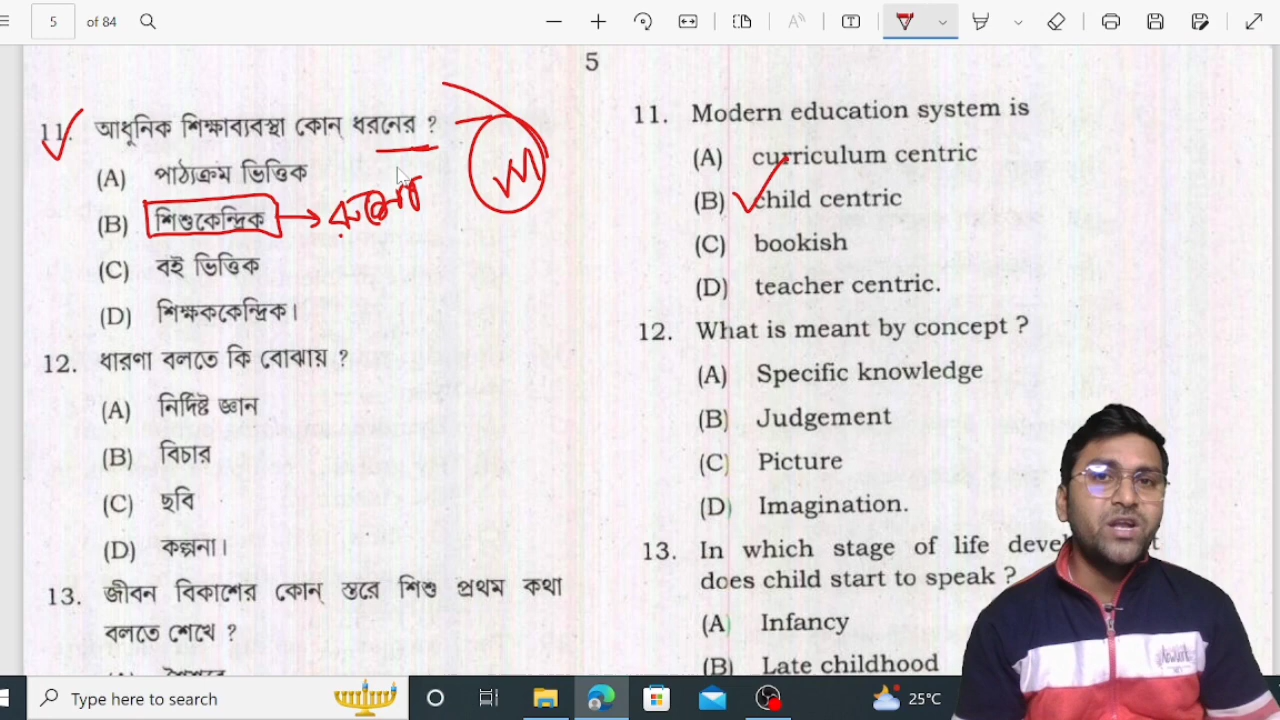 5
of 84
5
11. আধুনিক শিক্ষাব্যবস্থা কোন্ ধরনের ?
(A) পাঠ্যক্রম ভিত্তিক
(B) শিশুকেন্দ্রিক
(C) বই ভিত্তিক
(D) শিক্ষককেন্দ্রিক।
12. ধারণা বলতে কি বোঝায় ?
(A) নির্দিষ্ট জ্ঞান
(B) বিচার
(C) ছবি
(D) কল্পনা।
13. জীবন বিকাশের কোন্ স্তরে শিশু প্রথম কথা
বলতে শেখে ?
11. Modern education system is
(A) curriculum centric
(B) child centric
(C) bookish
(D) teacher centric.
12. What is meant by concept ?
(A) Specific knowledge
(B) Judgement
(C) Picture
(D) Imagination.
13. In which stage of life
does child start to speak ?
(A) Infancy
(B) Late childhood
Type here to search
25°C